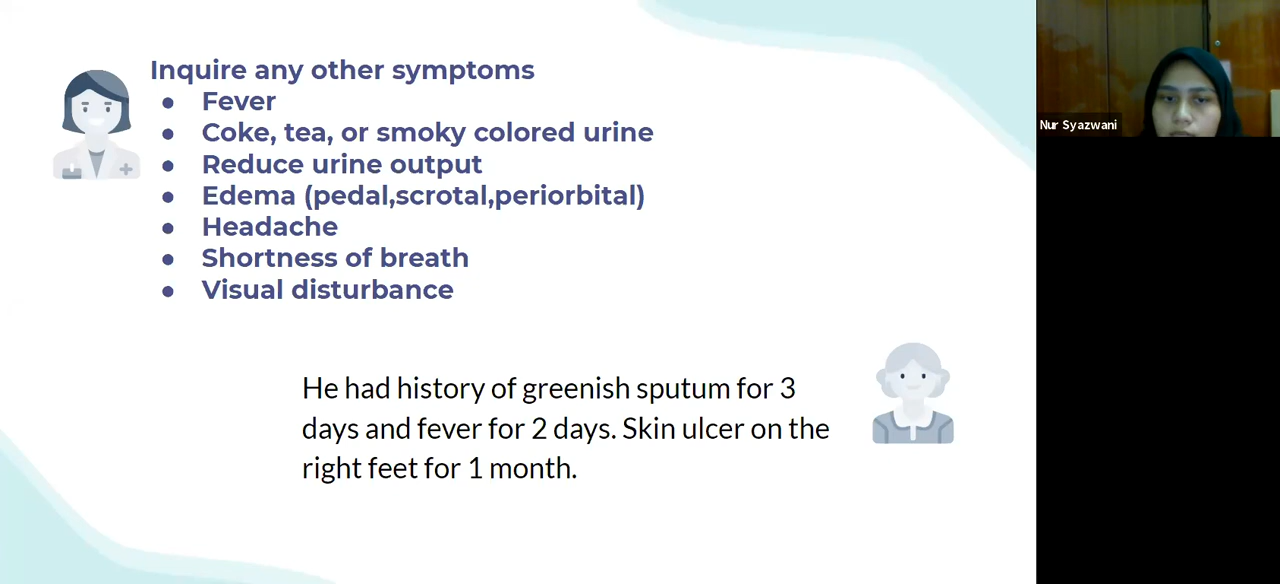 Inquire any other symptoms
● Fever
● Coke, tea, or smoky colored urine
● Reduce urine output
● Edema (pedal,scrotal,periorbital)
● Headache
● Shortness of breath
● Visual disturbance
He had history of greenish sputum for 3
days and fever for 2 days. Skin ulcer on the
right feet for 1 month.
Nur Syazwani